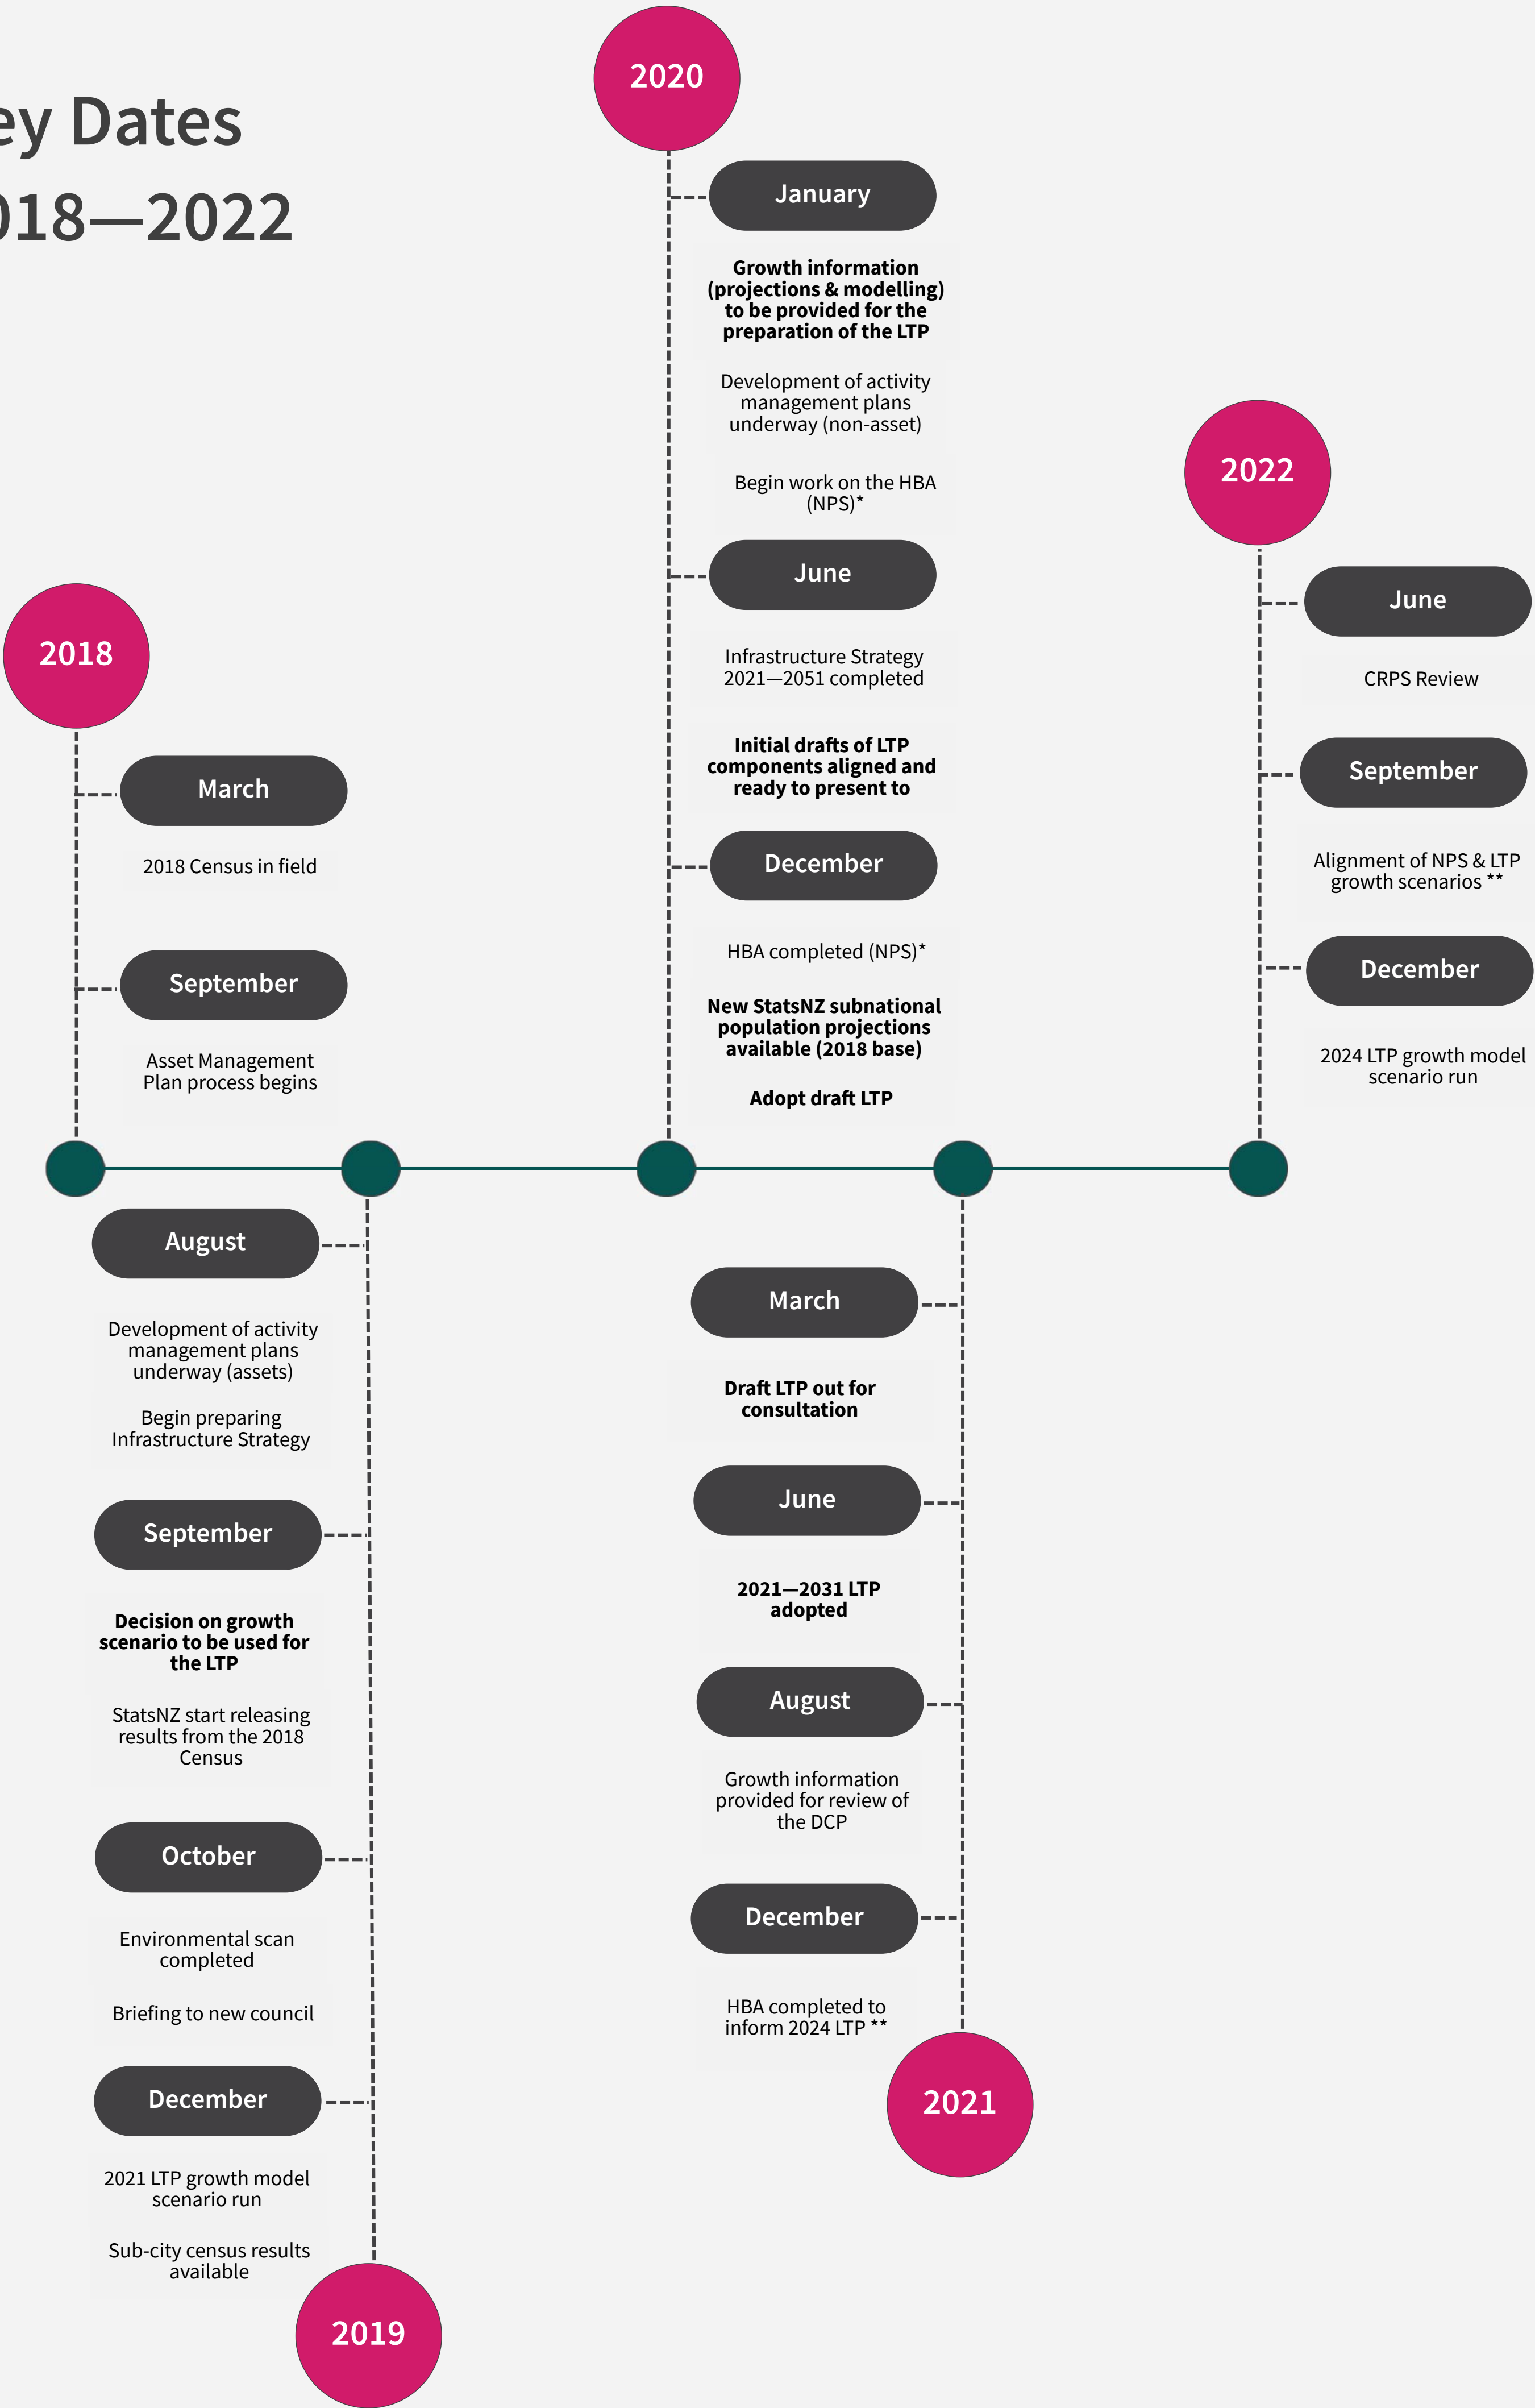 ey Dates
018—2022
2018
March
2018 Census in field
September
Asset Management
Plan process begins
August
Development of activity
management plans
underway (assets)
Begin preparing
Infrastructure Strategy
September
Decision on growth
scenario to be used for
the LTP
StatsNZ start releasing
results from the 2018
Census
October
Environmental scan
completed
Briefing to new council
December
2021 LTP growth model
scenario run
Sub-city census results
available
2019
2020
January
Growth information
(projections & modelling)
to be provided for the
preparation of the LTP
Development of activity
management plans
underway (non-asset)
Begin work on the HBA
(NPS)*
June
Infrastructure Strategy
2021—2051 completed
Initial drafts of LTP
components aligned and
ready to present to
December
HBA completed (NPS)*
New StatsNZ subnational
population projections
available (2018 base)
Adopt draft LTP
March
Draft LTP out for
consultation
June
2021—2031 LTP
adopted
August
Growth information
provided for review of
the DCP
December
HBA completed to
inform 2024 LTP **
2021
2022
June
CRPS Review
September
Alignment of NPS & LTP
growth scenarios **
December
2024 LTP growth model
scenario run